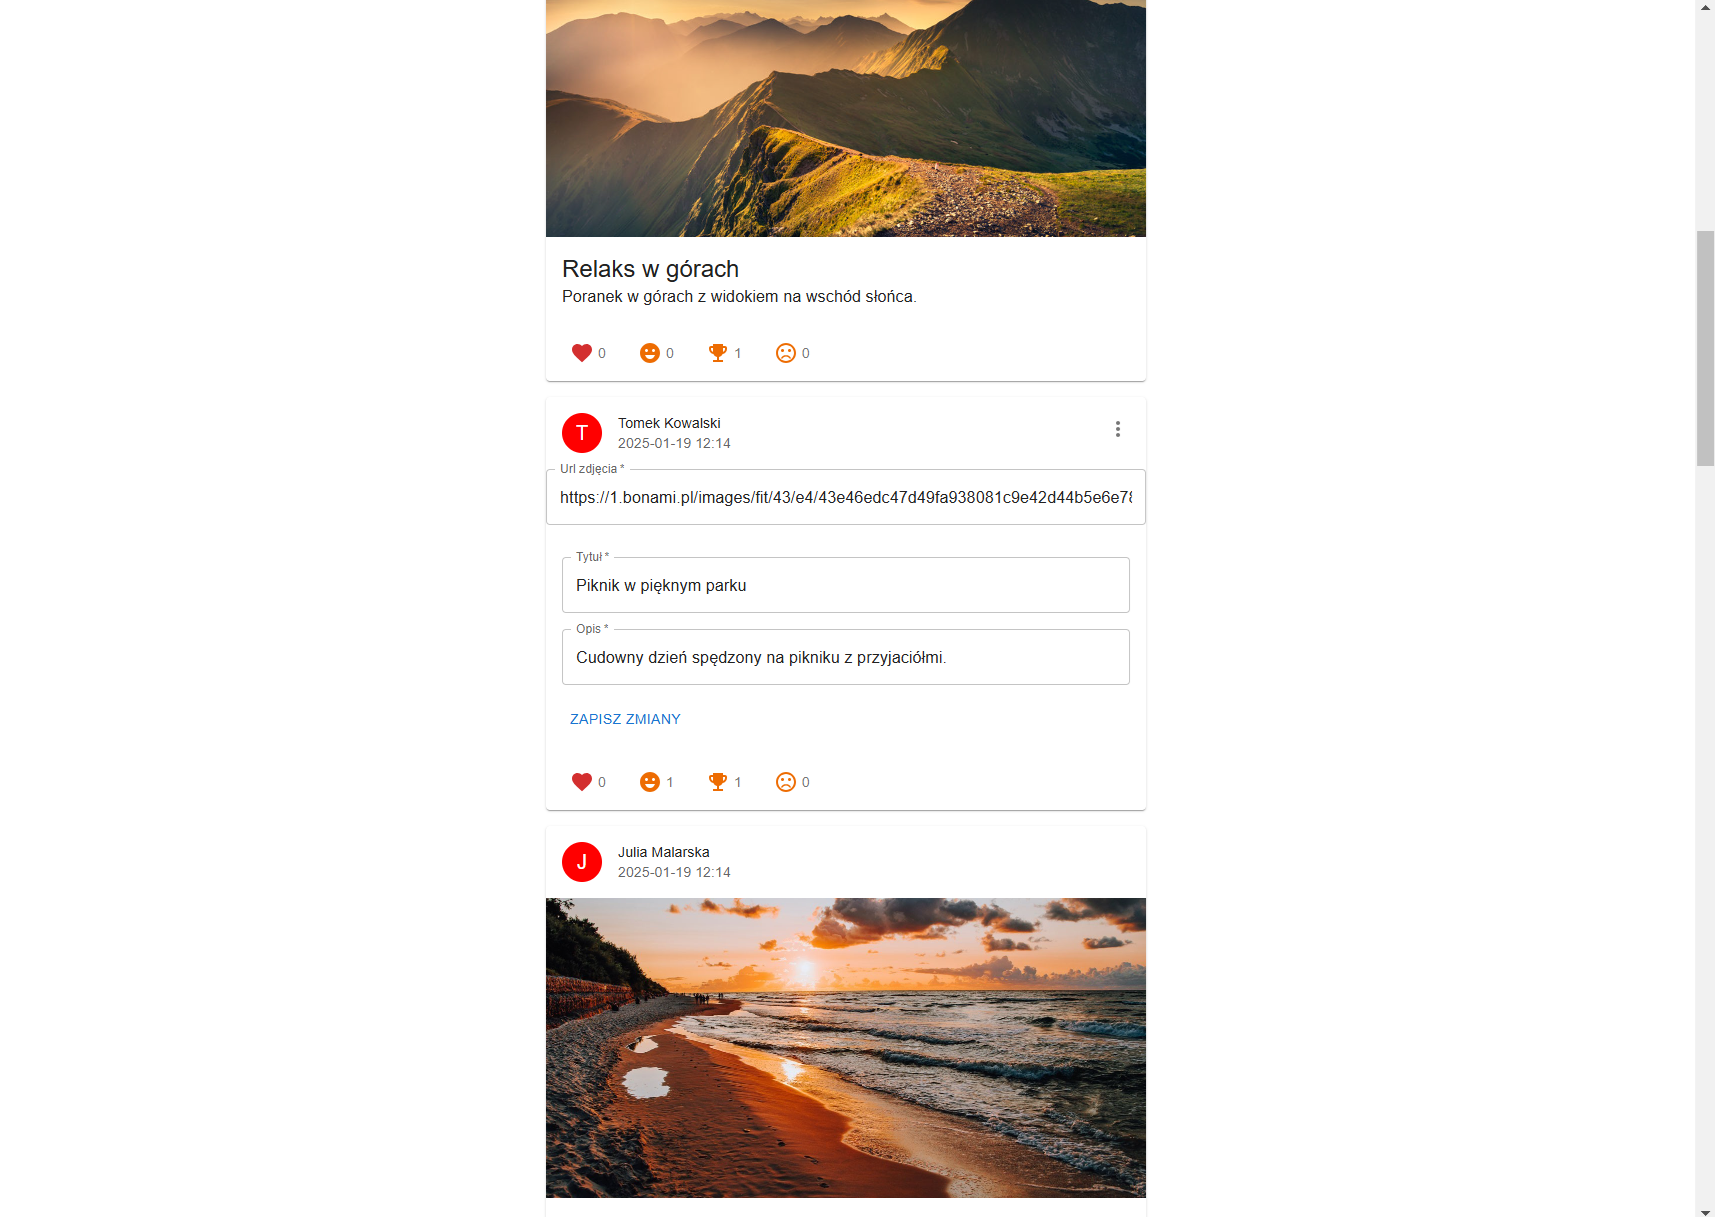 Relaks w górach
Poranek w górach z widokiem na wschód słońca.
0 0 1 0
T
Tomek Kowalski
2025-01-19 12:14
Url zdjęcia *
https://1.bonami.pl/images/fit/43/e4/43e46edc47d49fa938081c9e42d44b5e6e78
Tytuł *
Piknik w pięknym parku
Opis *
Cudowny dzień spędzony na pikniku z przyjaciółmi.
ZAPISZ ZMIANY
0 1 1 0
J
Julia Malarska
2025-01-19 12:14